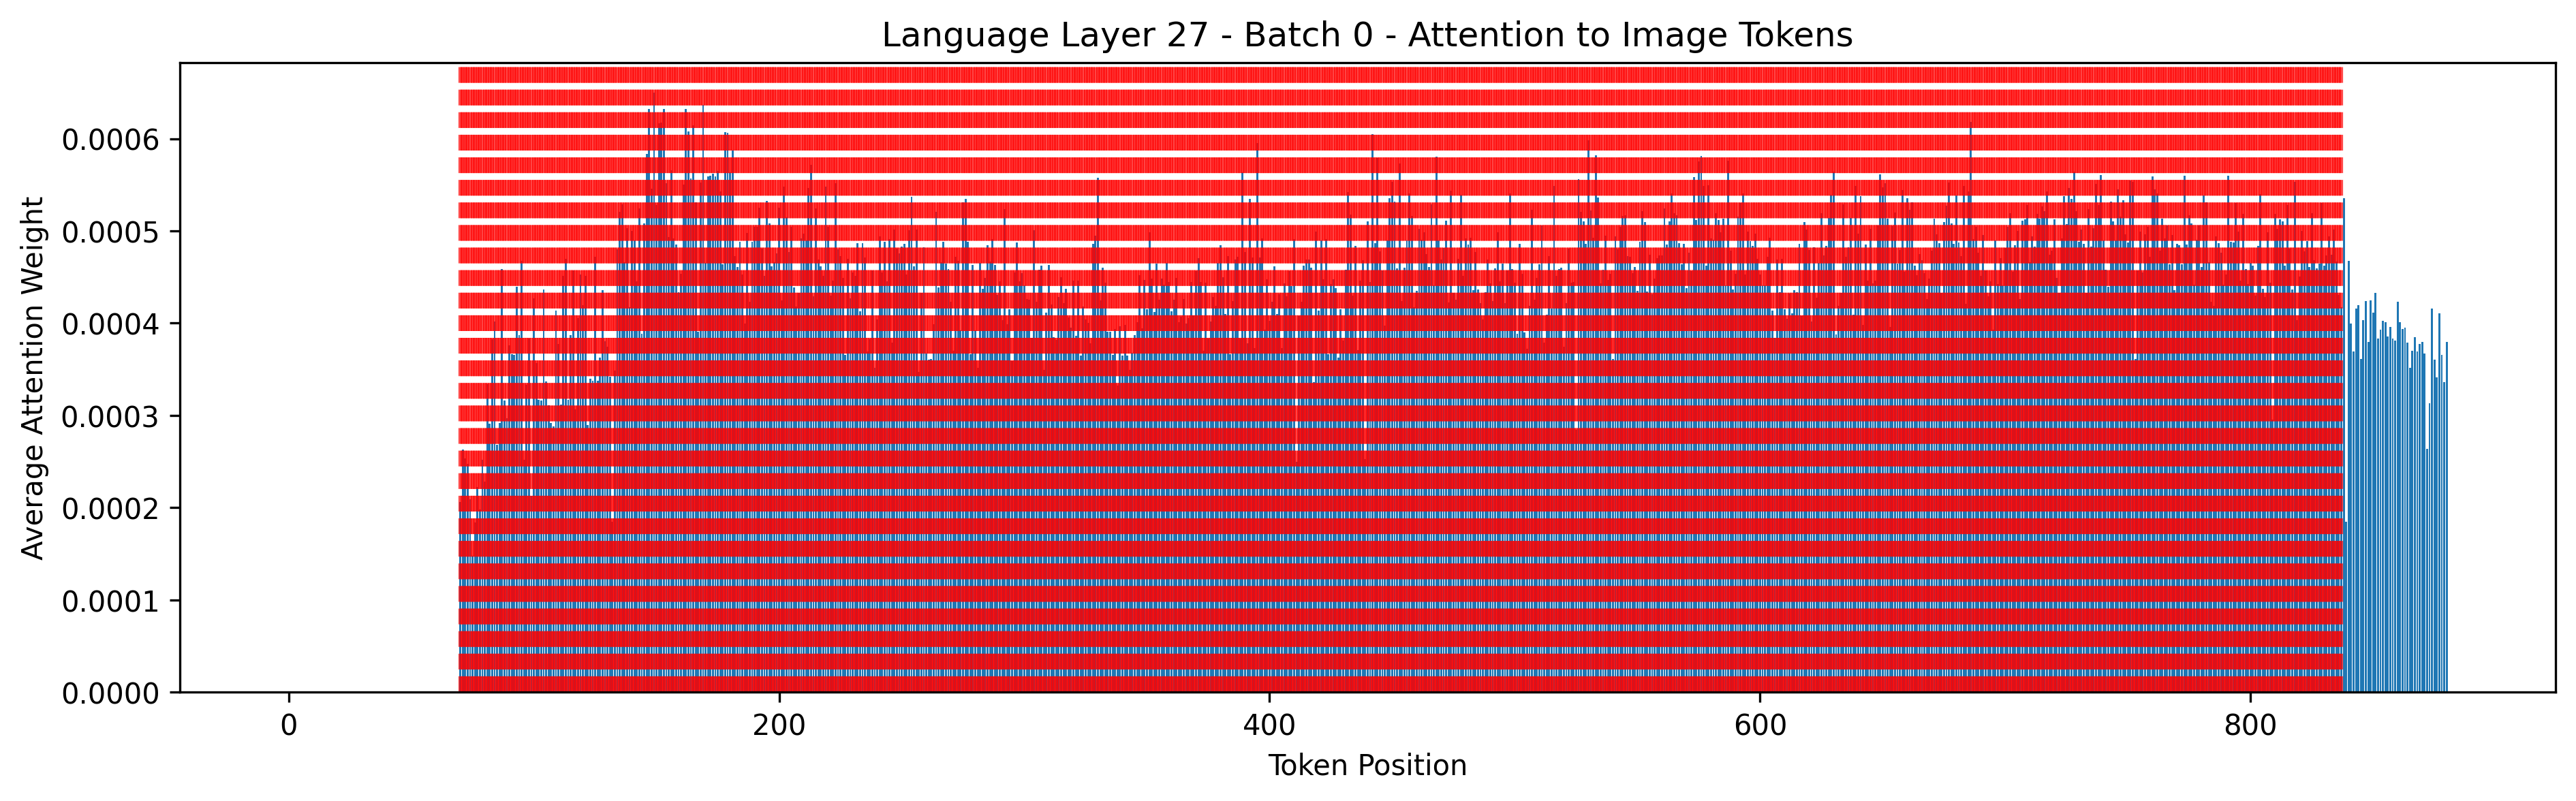 Language Layer 27 - Batch 0 - Attention to Image Tokens
Average Attention Weight
0.0006
0.0005
0.0004
0.0003
0.0002
0.0001
0.0000
0 200 400 600 800
Token Position